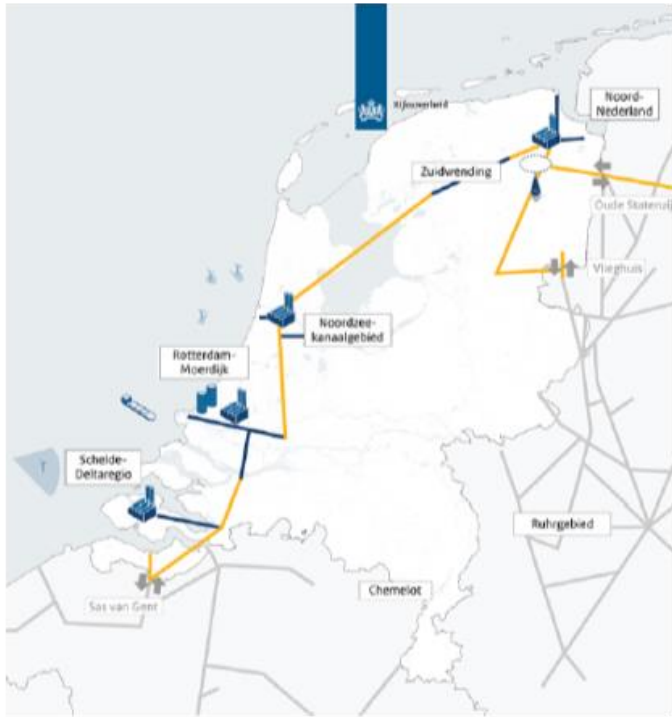 Rijksoverheid
Noord-
Nederland
Zuidwending
Oude Statenzijl
Vlieghuis
Noordzee-
kanaalgebied
Rotterdam-
Moerdijk
Schelde-
Deltaregio
Ruhrgebied
Chemelot
Sas van Gent